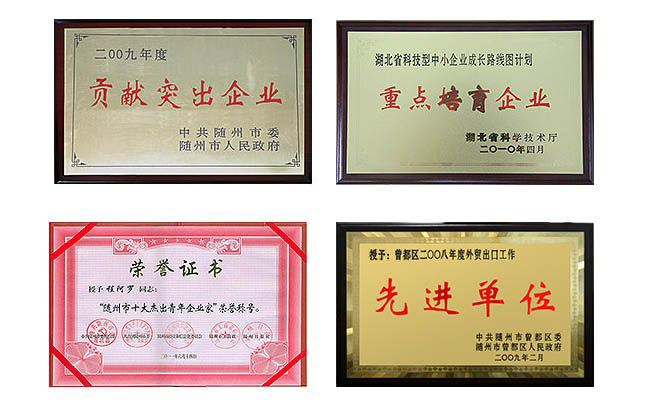 二00九年度
贡献突出企业
中共随州市委
随州市人民政府
湖北省科技型中小企业成长路线图计划
重点培育企业
湖北省科学技术厅
二〇一〇年四月
荣誉证书
授予程阿罗同志:
“随州市十大杰出青年企业家”荣誉称号。
授予:曾都区二00八年度外贸出口工作
先进单位
中共随州市曾都区委
随州市曾都区人民政府
二00九年二月